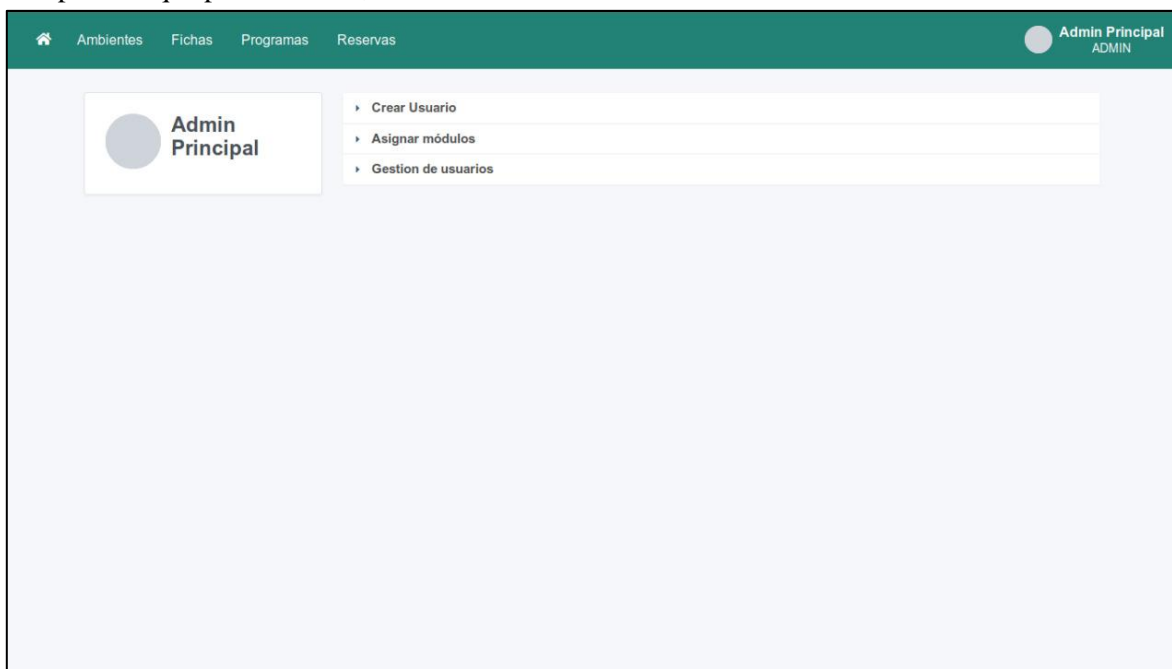 Ambientes Fichas Programas Reservas
Admin Principal
ADMIN
Admin
Principal
Crear Usuario
Asignar módulos
Gestion de usuarios